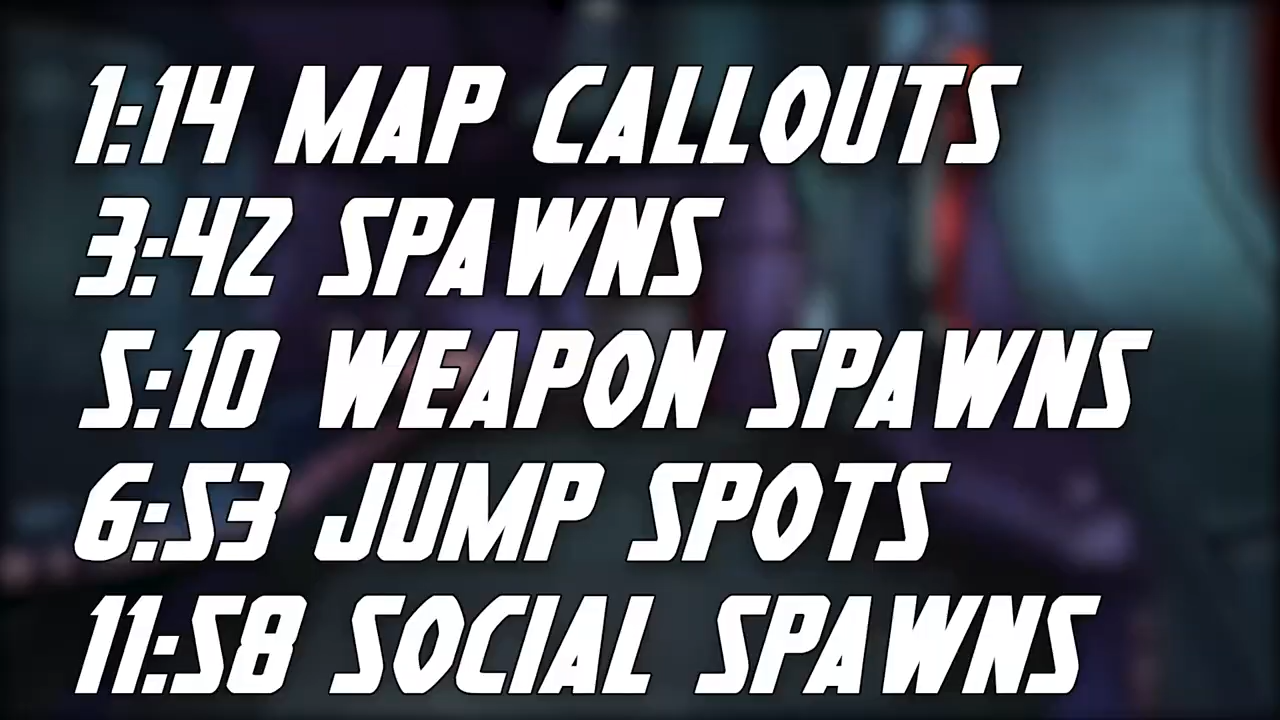 1:14 MAP CALLOUTS
3:42 SPAWNS
5:10 WEAPON SPAWNS
6:53 JUMP SPOTS
11:58 SOCIAL SPAWNS